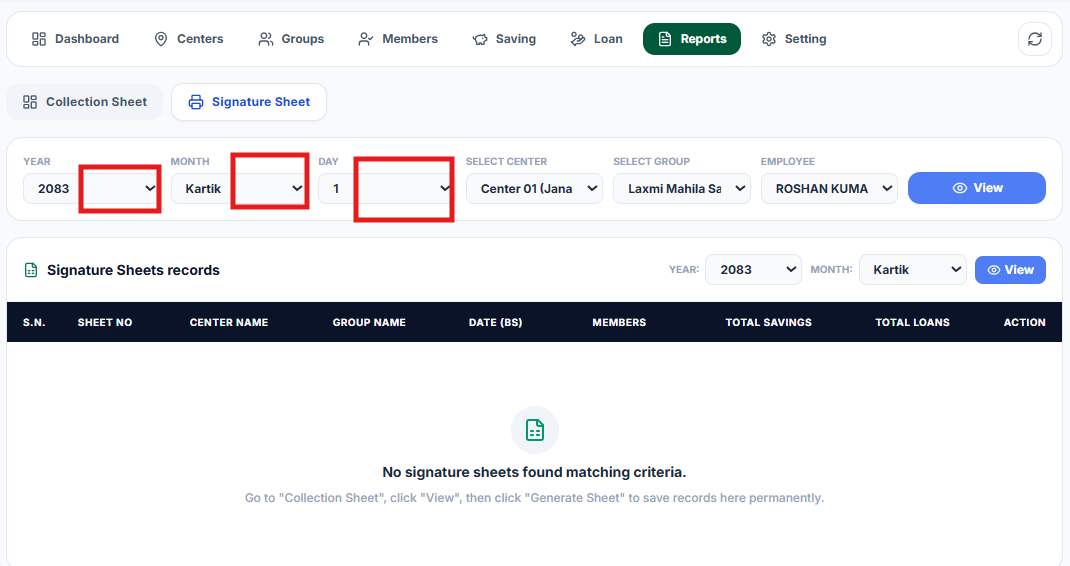 Dashboard Centers Groups Members Saving Loan Reports Setting
Collection Sheet Signature Sheet
YEAR MONTH DAY SELECT CENTER SELECT GROUP EMPLOYEE
2083 Kartik 1 Center 01 (Jana Laxmi Mahila Sa ROSHAN KUMA View
Signature Sheets records YEAR: 2083 MONTH: Kartik View
S.N. SHEET NO CENTER NAME GROUP NAME DATE (BS) MEMBERS TOTAL SAVINGS TOTAL LOANS ACTION
No signature sheets found matching criteria.
Go to "Collection Sheet", click "View", then click "Generate Sheet" to save records here permanently.